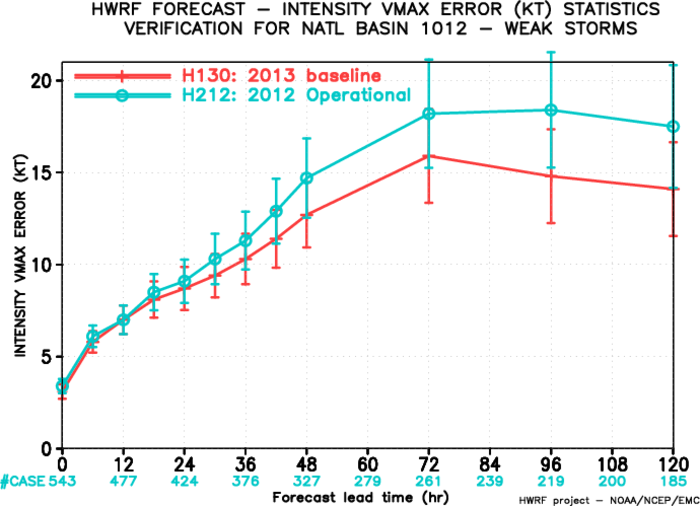 HWRF FORECAST – INTENSITY VMAX ERROR (KT) STATISTICS
VERIFICATION FOR NATL BASIN 1012 – WEAK STORMS
H130: 2013 baseline
H212: 2012 Operational
INTENSITY VMAX ERROR (KT)
20
15
10
5
0
0 12 24 36 48 60 72 84 96 108 120
#CASE 543 477 424 376 327 279 261 239 219 200 185
Forecast lead time (hr)
HWRF project – NOAA/NCEP/EMC